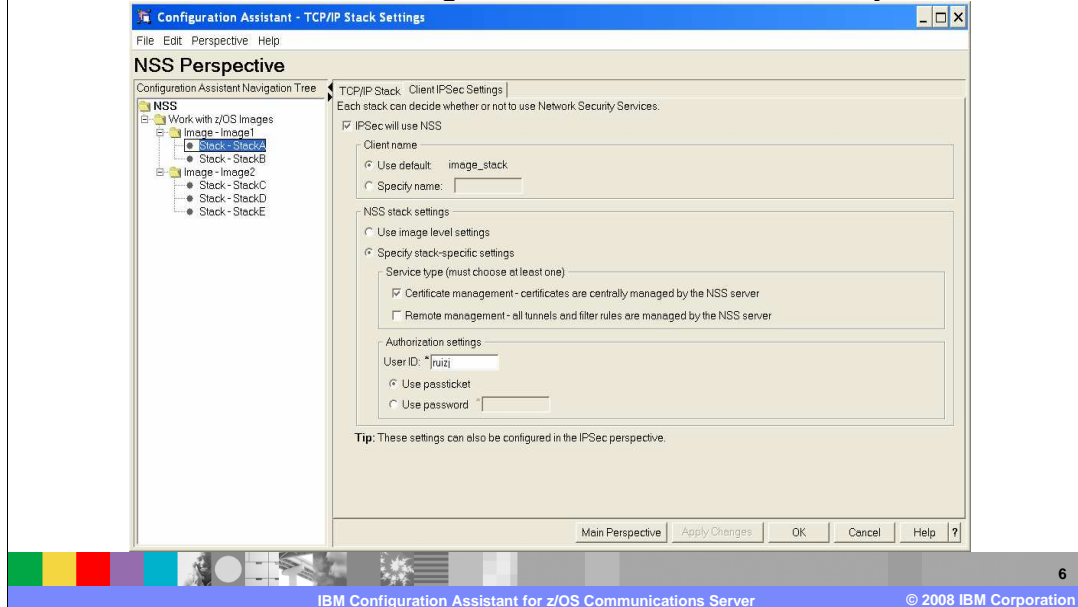 Configuration Assistant - TCP/IP Stack Settings
File Edit Perspective Help
NSS Perspective
Configuration Assistant Navigation Tree
NSS
Work with z/OS Images
Image - Image1
Stack - StackA
Stack - StackB
Image - Image2
Stack - StackC
Stack - StackD
Stack - StackE
TCP/IP Stack Client IPSec Settings
Each stack can decide whether or not to use Network Security Services.
IPSec will use NSS
Client name
Use default: image_stack
Specify name:
NSS stack settings
Use image level settings
Specify stack-specific settings
Service type (must choose at least one)
Certificate management - certificates are centrally managed by the NSS server
Remote management - all tunnels and filter rules are managed by the NSS server
Authorization settings
User ID: * ruizj
Use passticket
Use password *
Tip: These settings can also be configured in the IPSec perspective.
Main Perspective Apply Changes OK Cancel Help ?
6
IBM Configuration Assistant for z/OS Communications Server © 2008 IBM Corporation